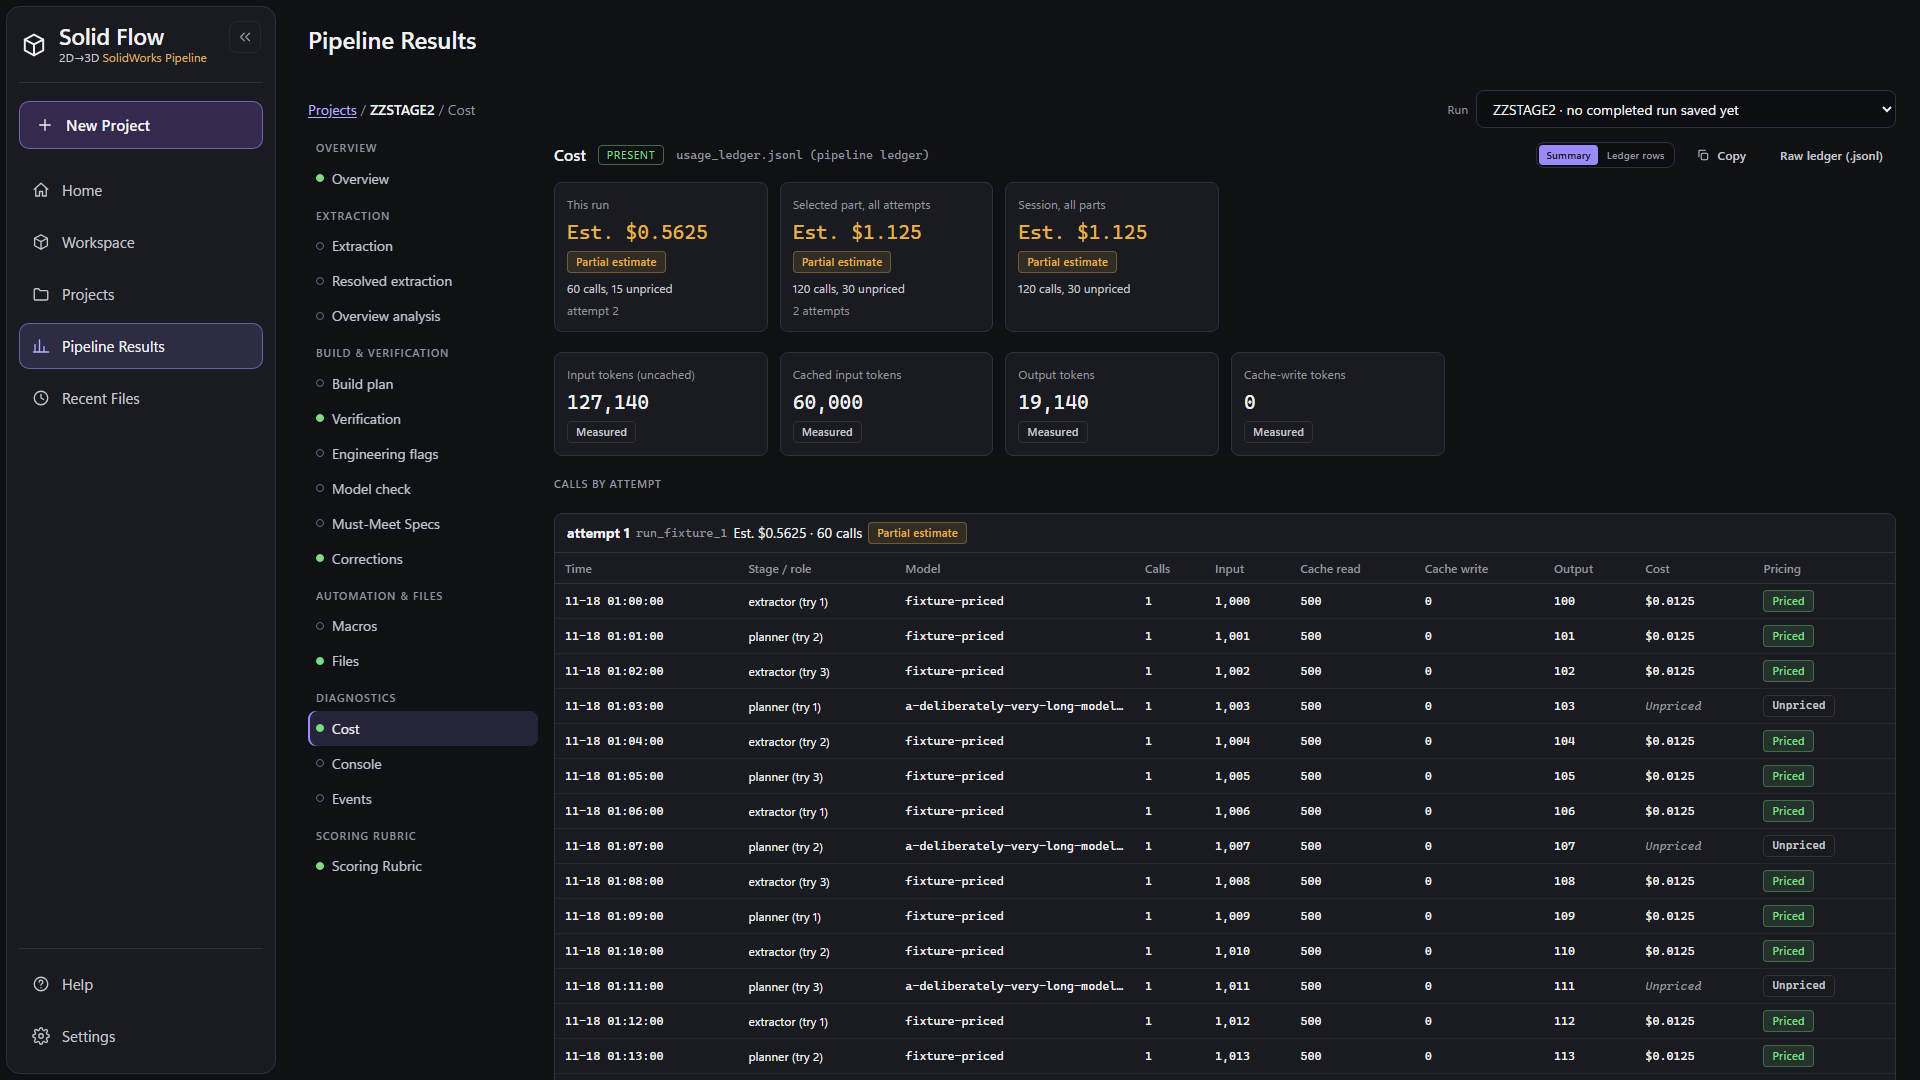 Solid Flow
2D→3D SolidWorks Pipeline
New Project
Home
Workspace
Projects
Pipeline Results
Recent Files
Help
Settings
Pipeline Results
Projects / ZZSTAGE2 / Cost
Run
ZZSTAGE2 · no completed run saved yet
OVERVIEW
Overview
EXTRACTION
Extraction
Resolved extraction
Overview analysis
BUILD & VERIFICATION
Build plan
Verification
Engineering flags
Model check
Must-Meet Specs
Corrections
AUTOMATION & FILES
Macros
Files
DIAGNOSTICS
Cost
Console
Events
SCORING RUBRIC
Scoring Rubric
Cost PRESENT usage_ledger.jsonl (pipeline ledger)
Summary Ledger rows Copy Raw ledger (.jsonl)
This run
Est. $0.5625
Partial estimate
60 calls, 15 unpriced
attempt 2
Selected part, all attempts
Est. $1.125
Partial estimate
120 calls, 30 unpriced
2 attempts
Session, all parts
Est. $1.125
Partial estimate
120 calls, 30 unpriced
Input tokens (uncached)
127,140
Measured
Cached input tokens
60,000
Measured
Output tokens
19,140
Measured
Cache-write tokens
0
Measured
CALLS BY ATTEMPT
attempt 1 run_fixture_1 Est. $0.5625 · 60 calls Partial estimate
Time Stage / role Model Calls Input Cache read Cache write Output Cost Pricing
11-18 01:00:00 extractor (try 1) fixture-priced 1 1,000 500 0 100 $0.0125 Priced
11-18 01:01:00 planner (try 2) fixture-priced 1 1,001 500 0 101 $0.0125 Priced
11-18 01:02:00 extractor (try 3) fixture-priced 1 1,002 500 0 102 $0.0125 Priced
11-18 01:03:00 planner (try 1) a-deliberately-very-long-model… 1 1,003 500 0 103 Unpriced Unpriced
11-18 01:04:00 extractor (try 2) fixture-priced 1 1,004 500 0 104 $0.0125 Priced
11-18 01:05:00 planner (try 3) fixture-priced 1 1,005 500 0 105 $0.0125 Priced
11-18 01:06:00 extractor (try 1) fixture-priced 1 1,006 500 0 106 $0.0125 Priced
11-18 01:07:00 planner (try 2) a-deliberately-very-long-model… 1 1,007 500 0 107 Unpriced Unpriced
11-18 01:08:00 extractor (try 3) fixture-priced 1 1,008 500 0 108 $0.0125 Priced
11-18 01:09:00 planner (try 1) fixture-priced 1 1,009 500 0 109 $0.0125 Priced
11-18 01:10:00 extractor (try 2) fixture-priced 1 1,010 500 0 110 $0.0125 Priced
11-18 01:11:00 planner (try 3) a-deliberately-very-long-model… 1 1,011 500 0 111 Unpriced Unpriced
11-18 01:12:00 extractor (try 1) fixture-priced 1 1,012 500 0 112 $0.0125 Priced
11-18 01:13:00 planner (try 2) fixture-priced 1 1,013 500 0 113 $0.0125 Priced